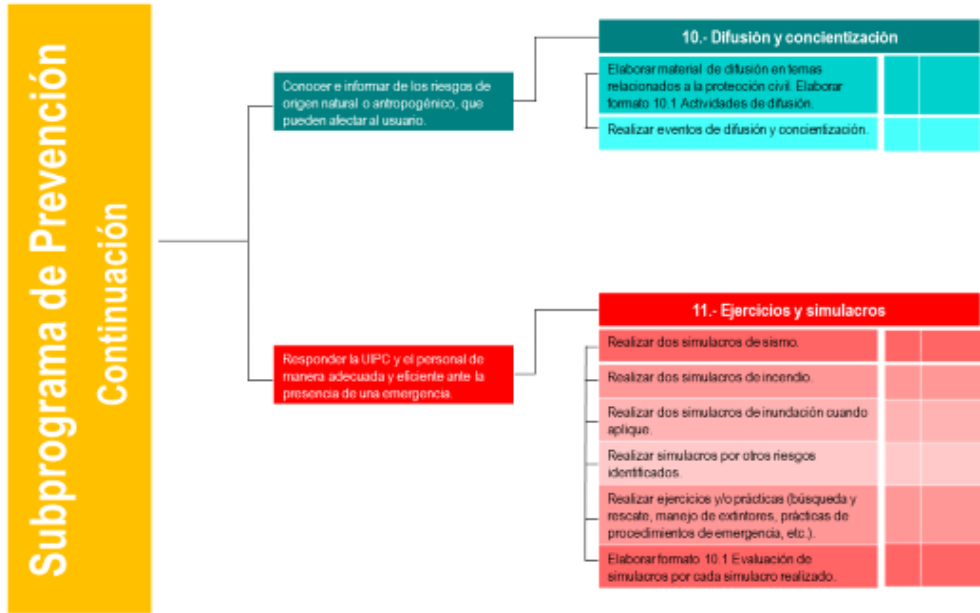 Subprograma de Prevención
Continuación
Conocer e informar de los riesgos de
origen natural o antropogénico, que
pueden afectar al usuario.
10.- Difusión y concientización
Elaborar material de difusión en temas
relacionados a la protección civil. Elaborar
formato 10.1 Actividades de difusión.
Realizar eventos de difusión y concientización.
Responder la UIPC y el personal de
manera adecuada y eficiente ante la
presencia de una emergencia.
11.- Ejercicios y simulacros
Realizar dos simulacros de sismo.
Realizar dos simulacros de incendio.
Realizar dos simulacros de inundación cuando
aplique.
Realizar simulacros por otros riesgos
identificados.
Realizar ejercicios y/o prácticas (búsqueda y
rescate, manejo de extintores, prácticas de
procedimientos de emergencia, etc.).
Elaborar formato 10.1 Evaluación de
simulacros por cada simulacro realizado.